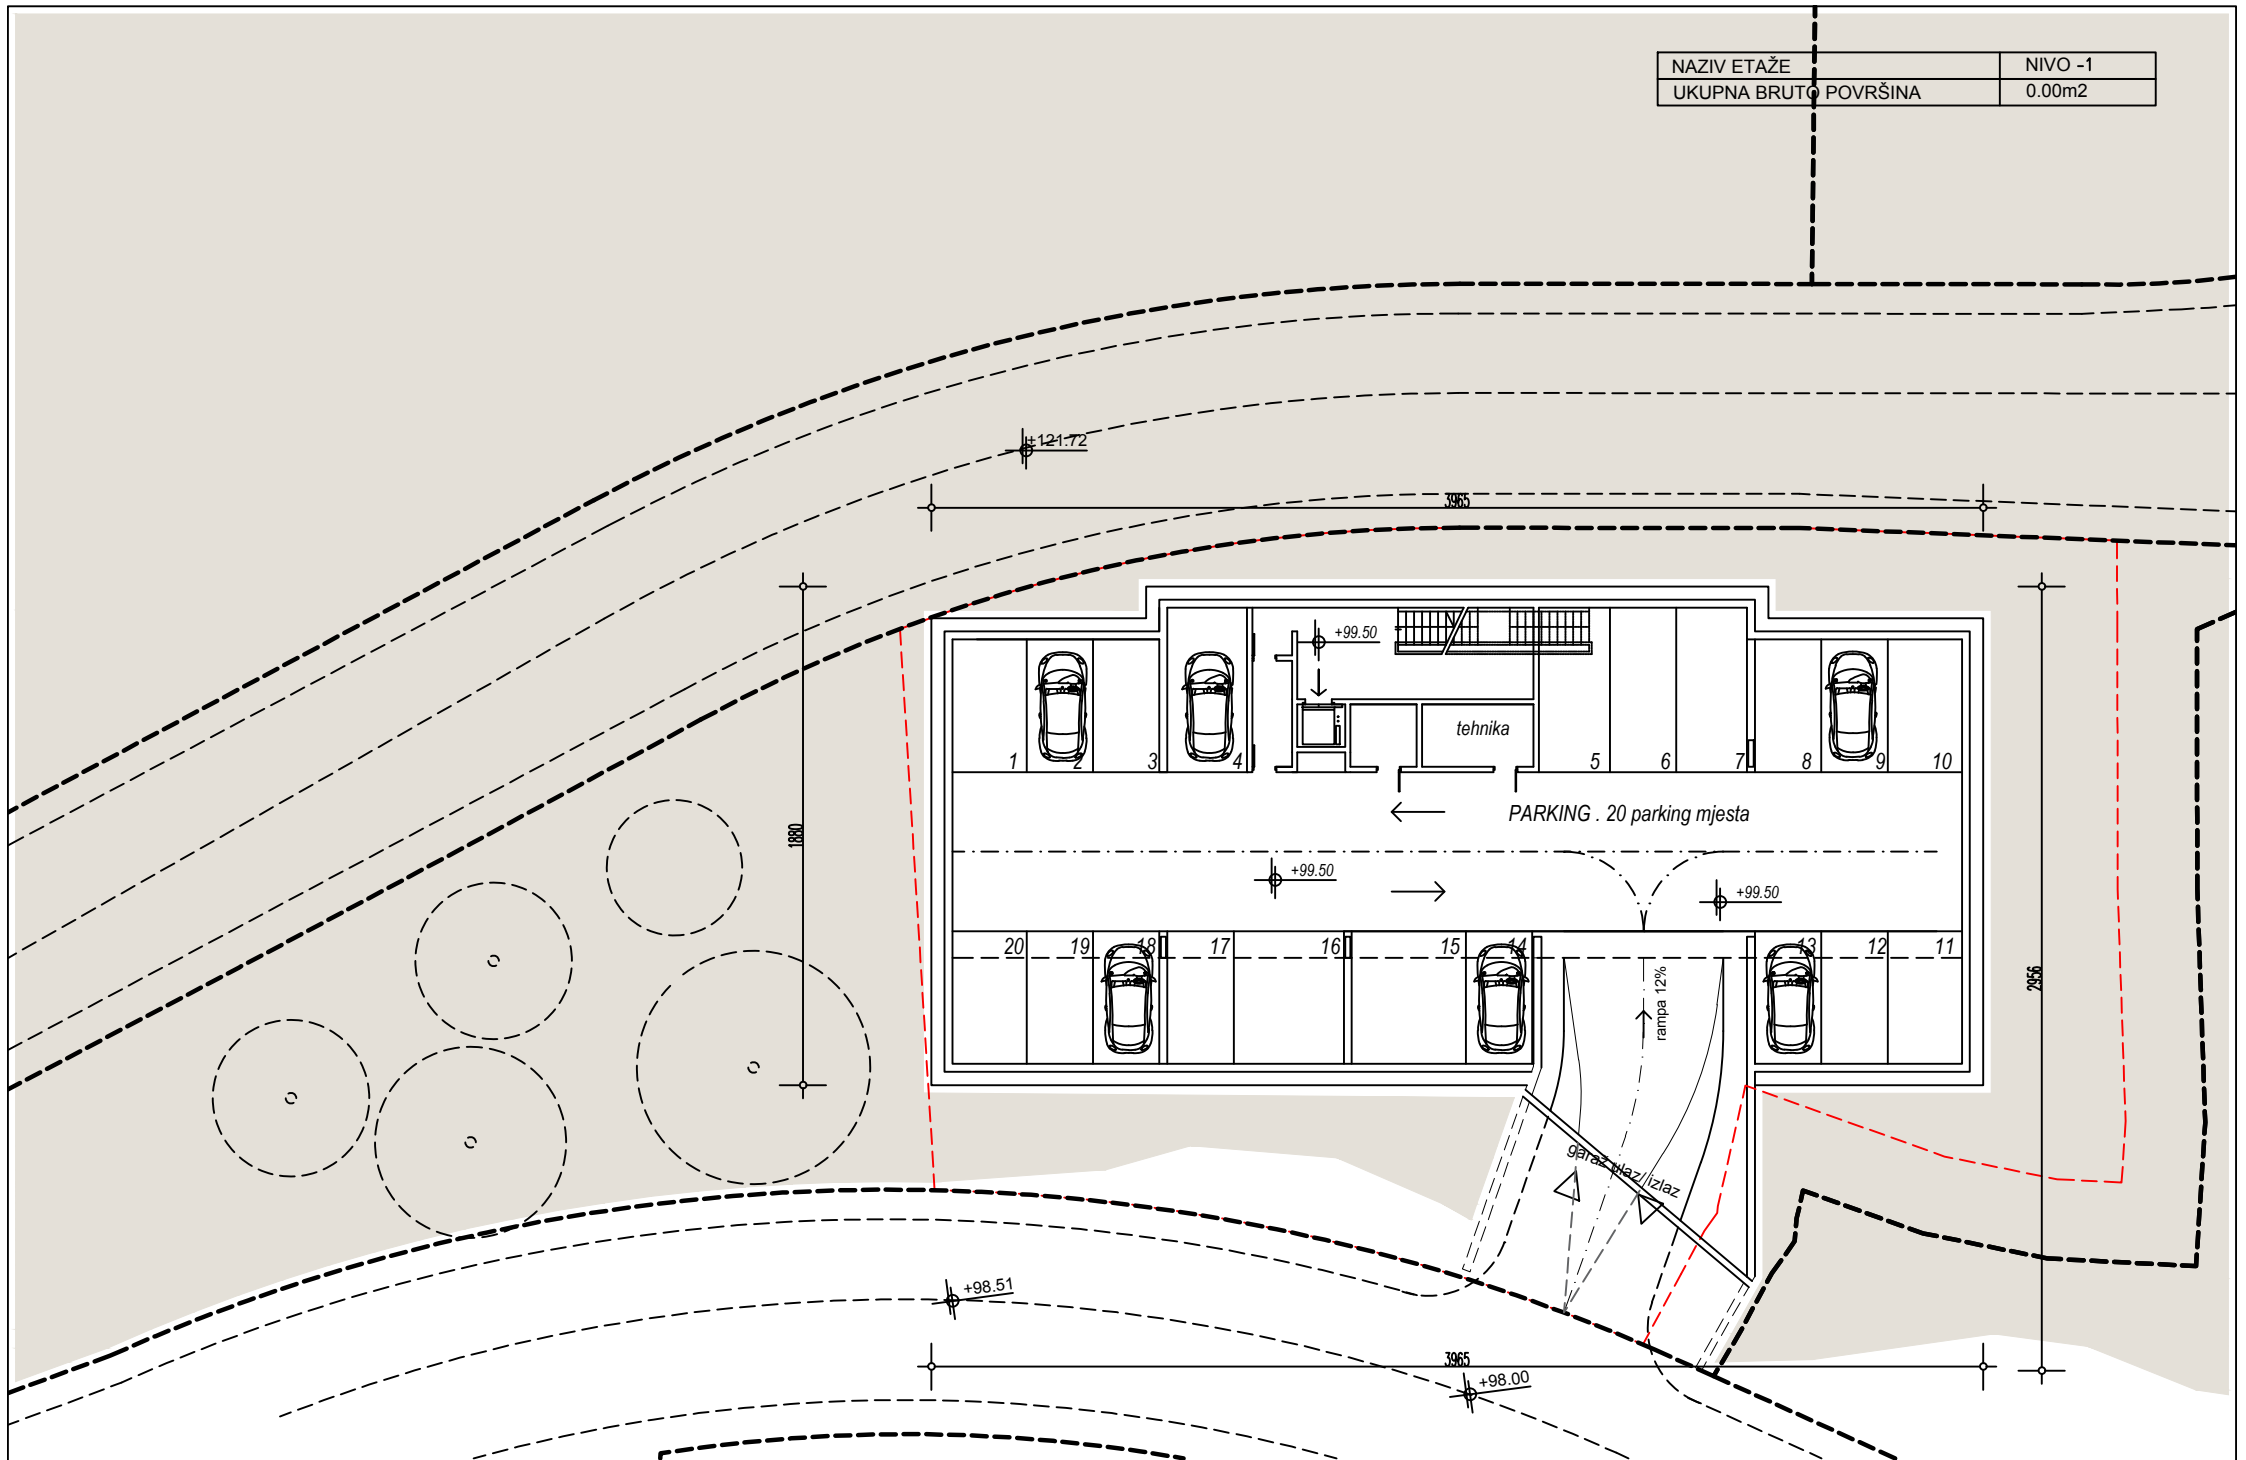 NAZIV ETAŽE NIVO -1
UKUPNA BRUTO POVRŠINA 0.00m2
+121.72
3965
+99.50
tehnika
1 2 3 4 5 6 7 8 9 10
PARKING . 20 parking mjesta
1880
+99.50
+99.50
20 19 18 17 16 15 14 13 12 11
2956
rampa 12%
garaž ulaz/ izlaz
+98.51
3965
+98.00